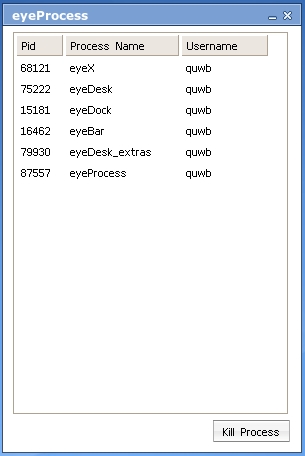 eyeProcess
Pid Process Name Username
68121 eyeX quwb
75222 eyeDesk quwb
15181 eyeDock quwb
16462 eyeBar quwb
79930 eyeDesk_extras quwb
87557 eyeProcess quwb
Kill Process